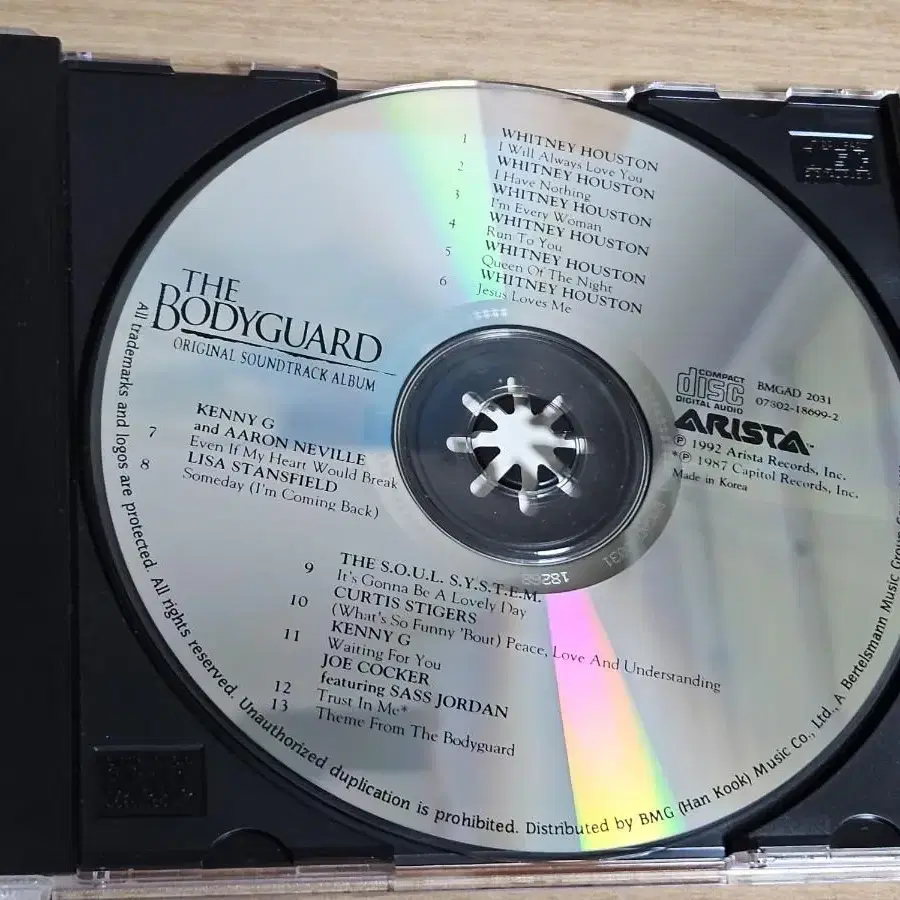 1 WHITNEY HOUSTON
I Will Always Love You
2 WHITNEY HOUSTON
I Have Nothing
3 WHITNEY HOUSTON
I'm Every Woman
4 WHITNEY HOUSTON
Run To You
5 WHITNEY HOUSTON
Queen Of The Night
6 WHITNEY HOUSTON
Jesus Loves Me
THE
BODYGUARD
ORIGINAL SOUNDTRACK ALBUM
COMPACT
disc
DIGITAL AUDIO
BMGAD 2031
07802-18699-2
ARISTA™
℗ 1992 Arista Records, Inc.
*℗ 1987 Capitol Records, Inc.
Made in Korea
KENNY G
7 and AARON NEVILLE
Even If My Heart Would Break
8 LISA STANSFIELD
Someday (I'm Coming Back)
9 THE S.O.U.L. S.Y.S.T.E.M.
It's Gonna Be A Lovely Day
10 CURTIS STIGERS
(What's So Funny 'Bout) Peace, Love And Understanding
11 KENNY G
Waiting For You
JOE COCKER
12 featuring SASS JORDAN
Trust In Me*
13 Theme From The Bodyguard
All trademarks and logos are protected. All rights reserved. Unauthorized duplication is prohibited. Distributed by BMG (Han Kook) Music Co., Ltd., A Bertelsmann Music Group